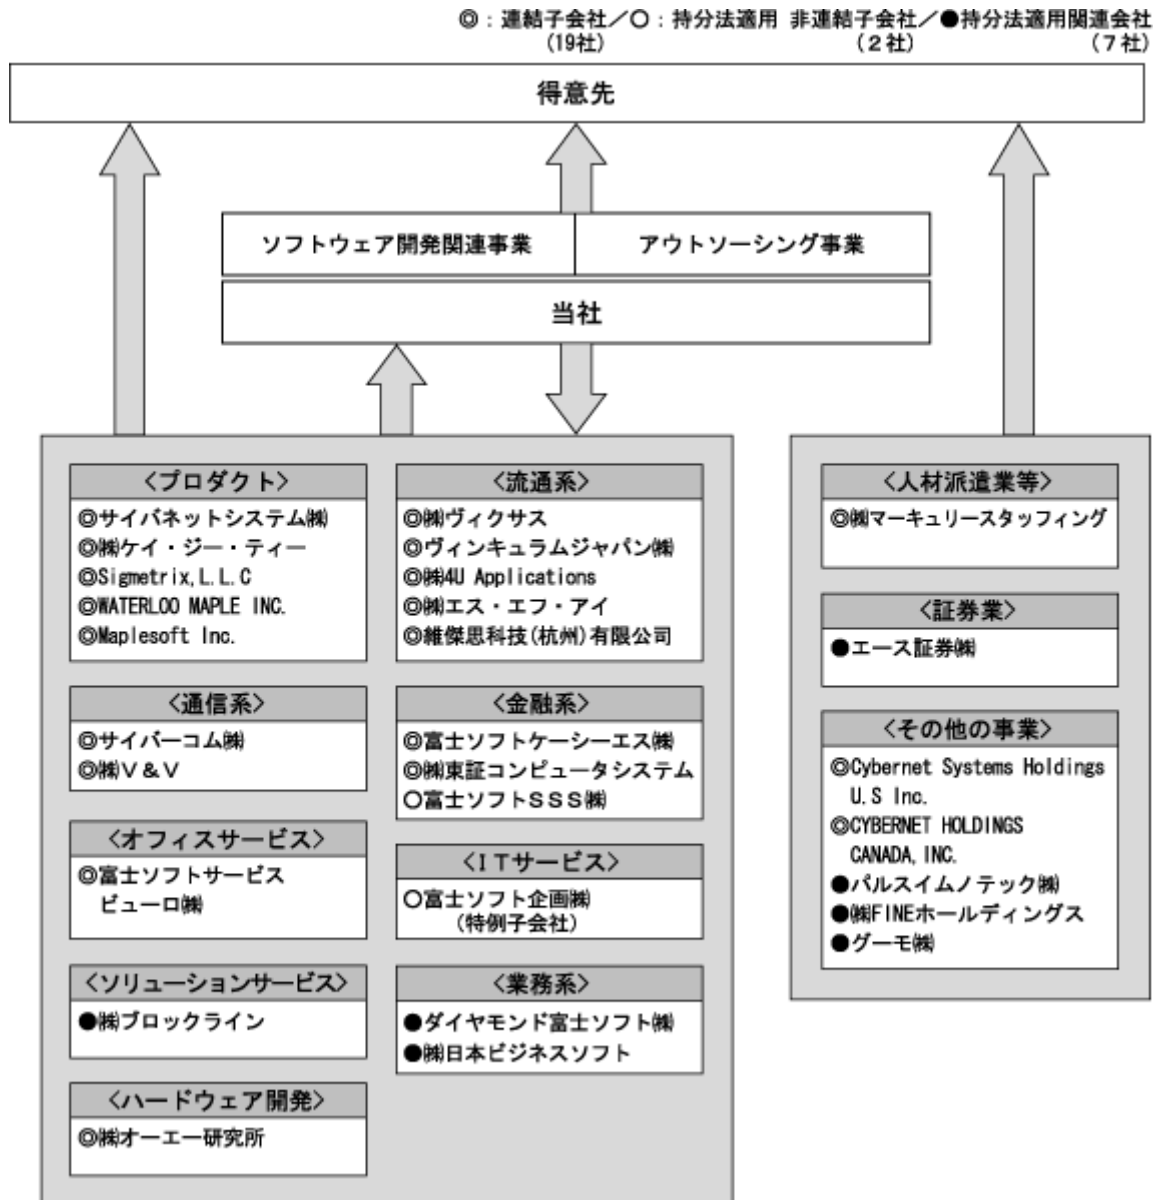 ◎：連結子会社／○：持分法適用 非連結子会社／●持分法適用関連会社
(19社) (2社) (7社)
得意先
ソフトウェア開発関連事業 アウトソーシング事業
当社
〈プロダクト〉
◎サイバネットシステム㈱
◎㈱ケイ・ジー・ティー
◎Sigmetrix,L.L.C
◎WATERLOO MAPLE INC.
◎Maplesoft Inc.
〈流通系〉
◎㈱ヴィクサス
◎ヴィンキュラムジャパン㈱
◎㈱4U Applications
◎㈱エス・エフ・アイ
◎維傑思科技(杭州)有限公司
〈通信系〉
◎サイバーコム㈱
◎㈱Ｖ＆Ｖ
〈金融系〉
◎富士ソフトケーシーエス㈱
◎㈱東証コンピュータシステム
○富士ソフトＳＳＳ㈱
〈オフィスサービス〉
◎富士ソフトサービス
ビューロ㈱
〈ＩＴサービス〉
○富士ソフト企画㈱
(特例子会社)
〈ソリューションサービス〉
●㈱ブロックライン
〈業務系〉
●ダイヤモンド富士ソフト㈱
●㈱日本ビジネスソフト
〈ハードウェア開発〉
◎㈱オーエー研究所
〈人材派遣業等〉
◎㈱マーキュリースタッフィング
〈証券業〉
●エース証券㈱
〈その他の事業〉
◎Cybernet Systems Holdings
U.S Inc.
◎CYBERNET HOLDINGS
CANADA, INC.
●パルスイムノテック㈱
●㈱FINEホールディングス
●グーモ㈱